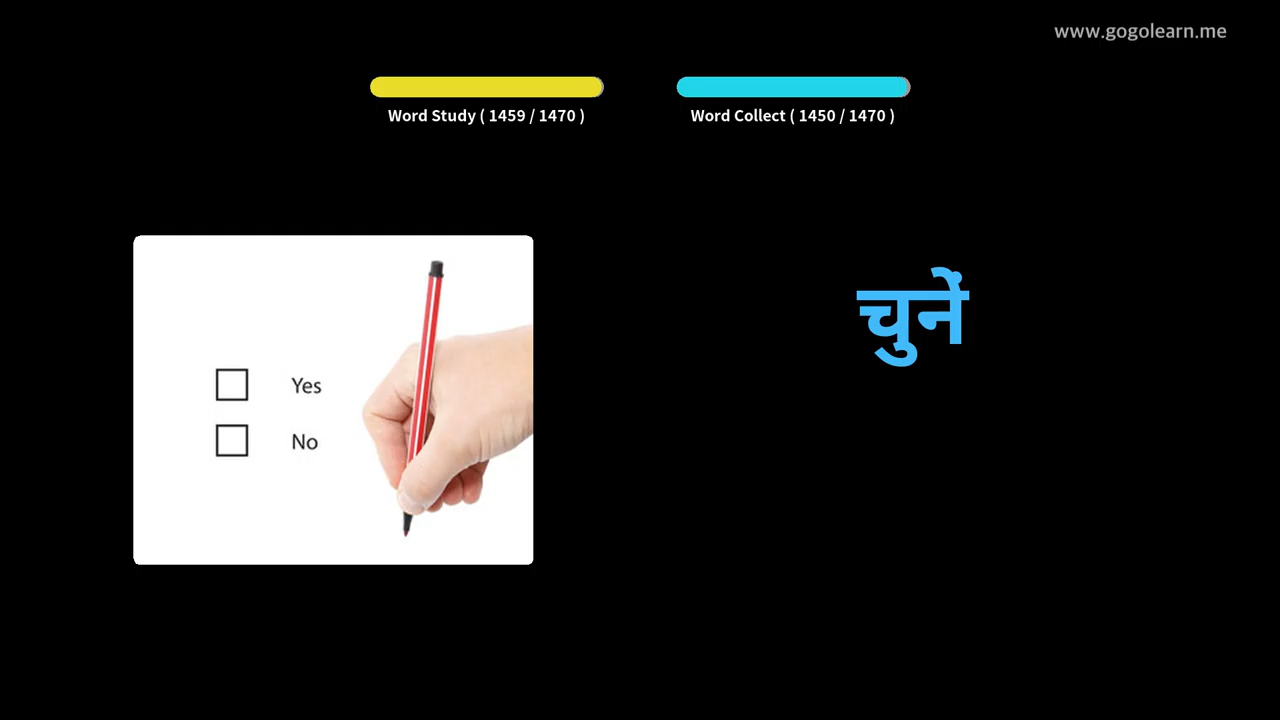 www.gogolearn.me
Word Study ( 1459 / 1470 )
Word Collect ( 1450 / 1470 )
चुनें
Yes
No